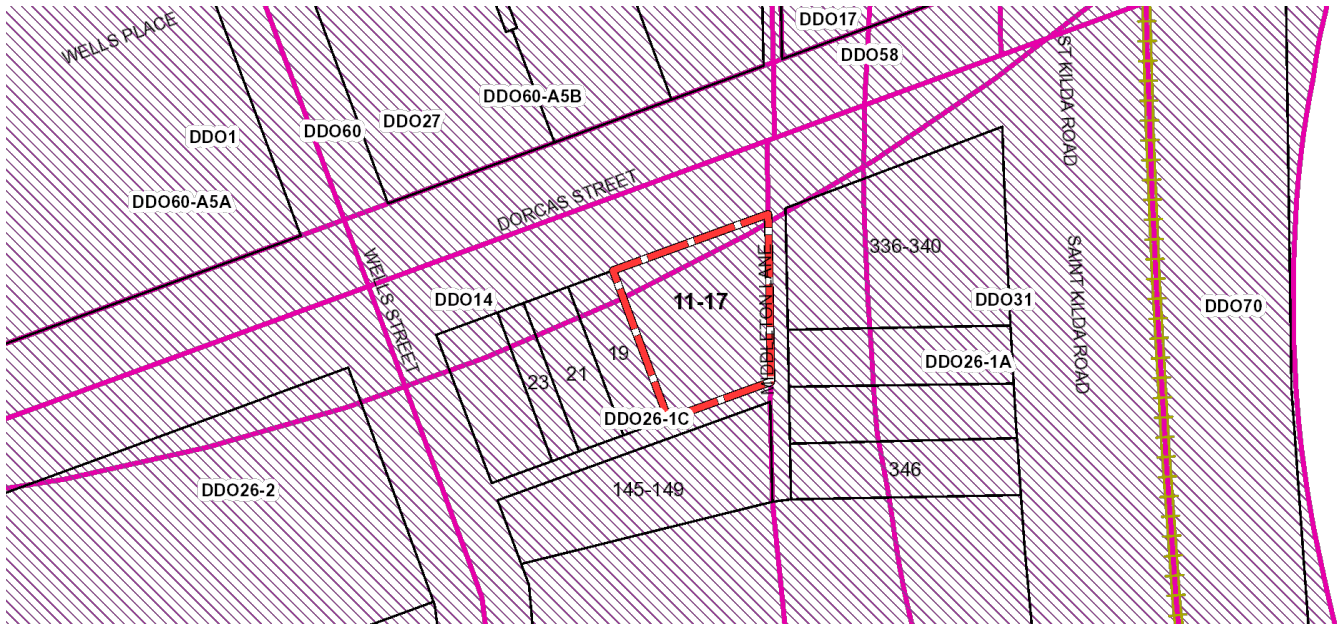 WELLS PLACE
DDO17
DDO58
ST KILDA ROAD
DDO60-A5B
DDO1
DDO60
DDO27
DDO60-A5A
DORCAS STREET
WELLS STREET
DDO14
11-17
MIDDLETON LANE
336-340
SAINT KILDA ROAD
DDO31
DDO70
19
21
23
DDO26-1A
DDO26-1C
346
145-149
DDO26-2